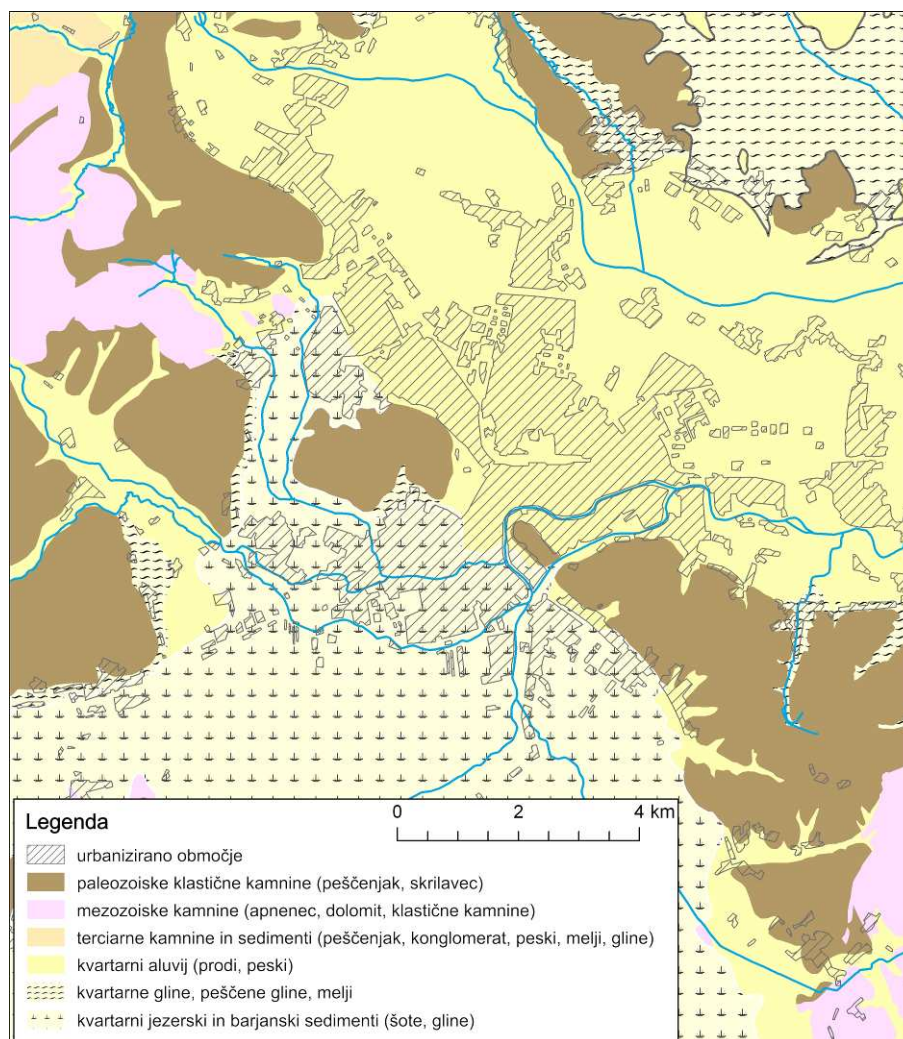 Legenda
0 2 4 km
urbanizirano območje
paleozoiske klastične kamnine (peščenjak, skrilavec)
mezozoiske kamnine (apnenec, dolomit, klastične kamnine)
terciarne kamnine in sedimenti (peščenjak, konglomerat, peski, melji, gline)
kvartarni aluvij (prodi, peski)
kvartarne gline, peščene gline, melji
kvartarni jezerski in barjanski sedimenti (šote, gline)